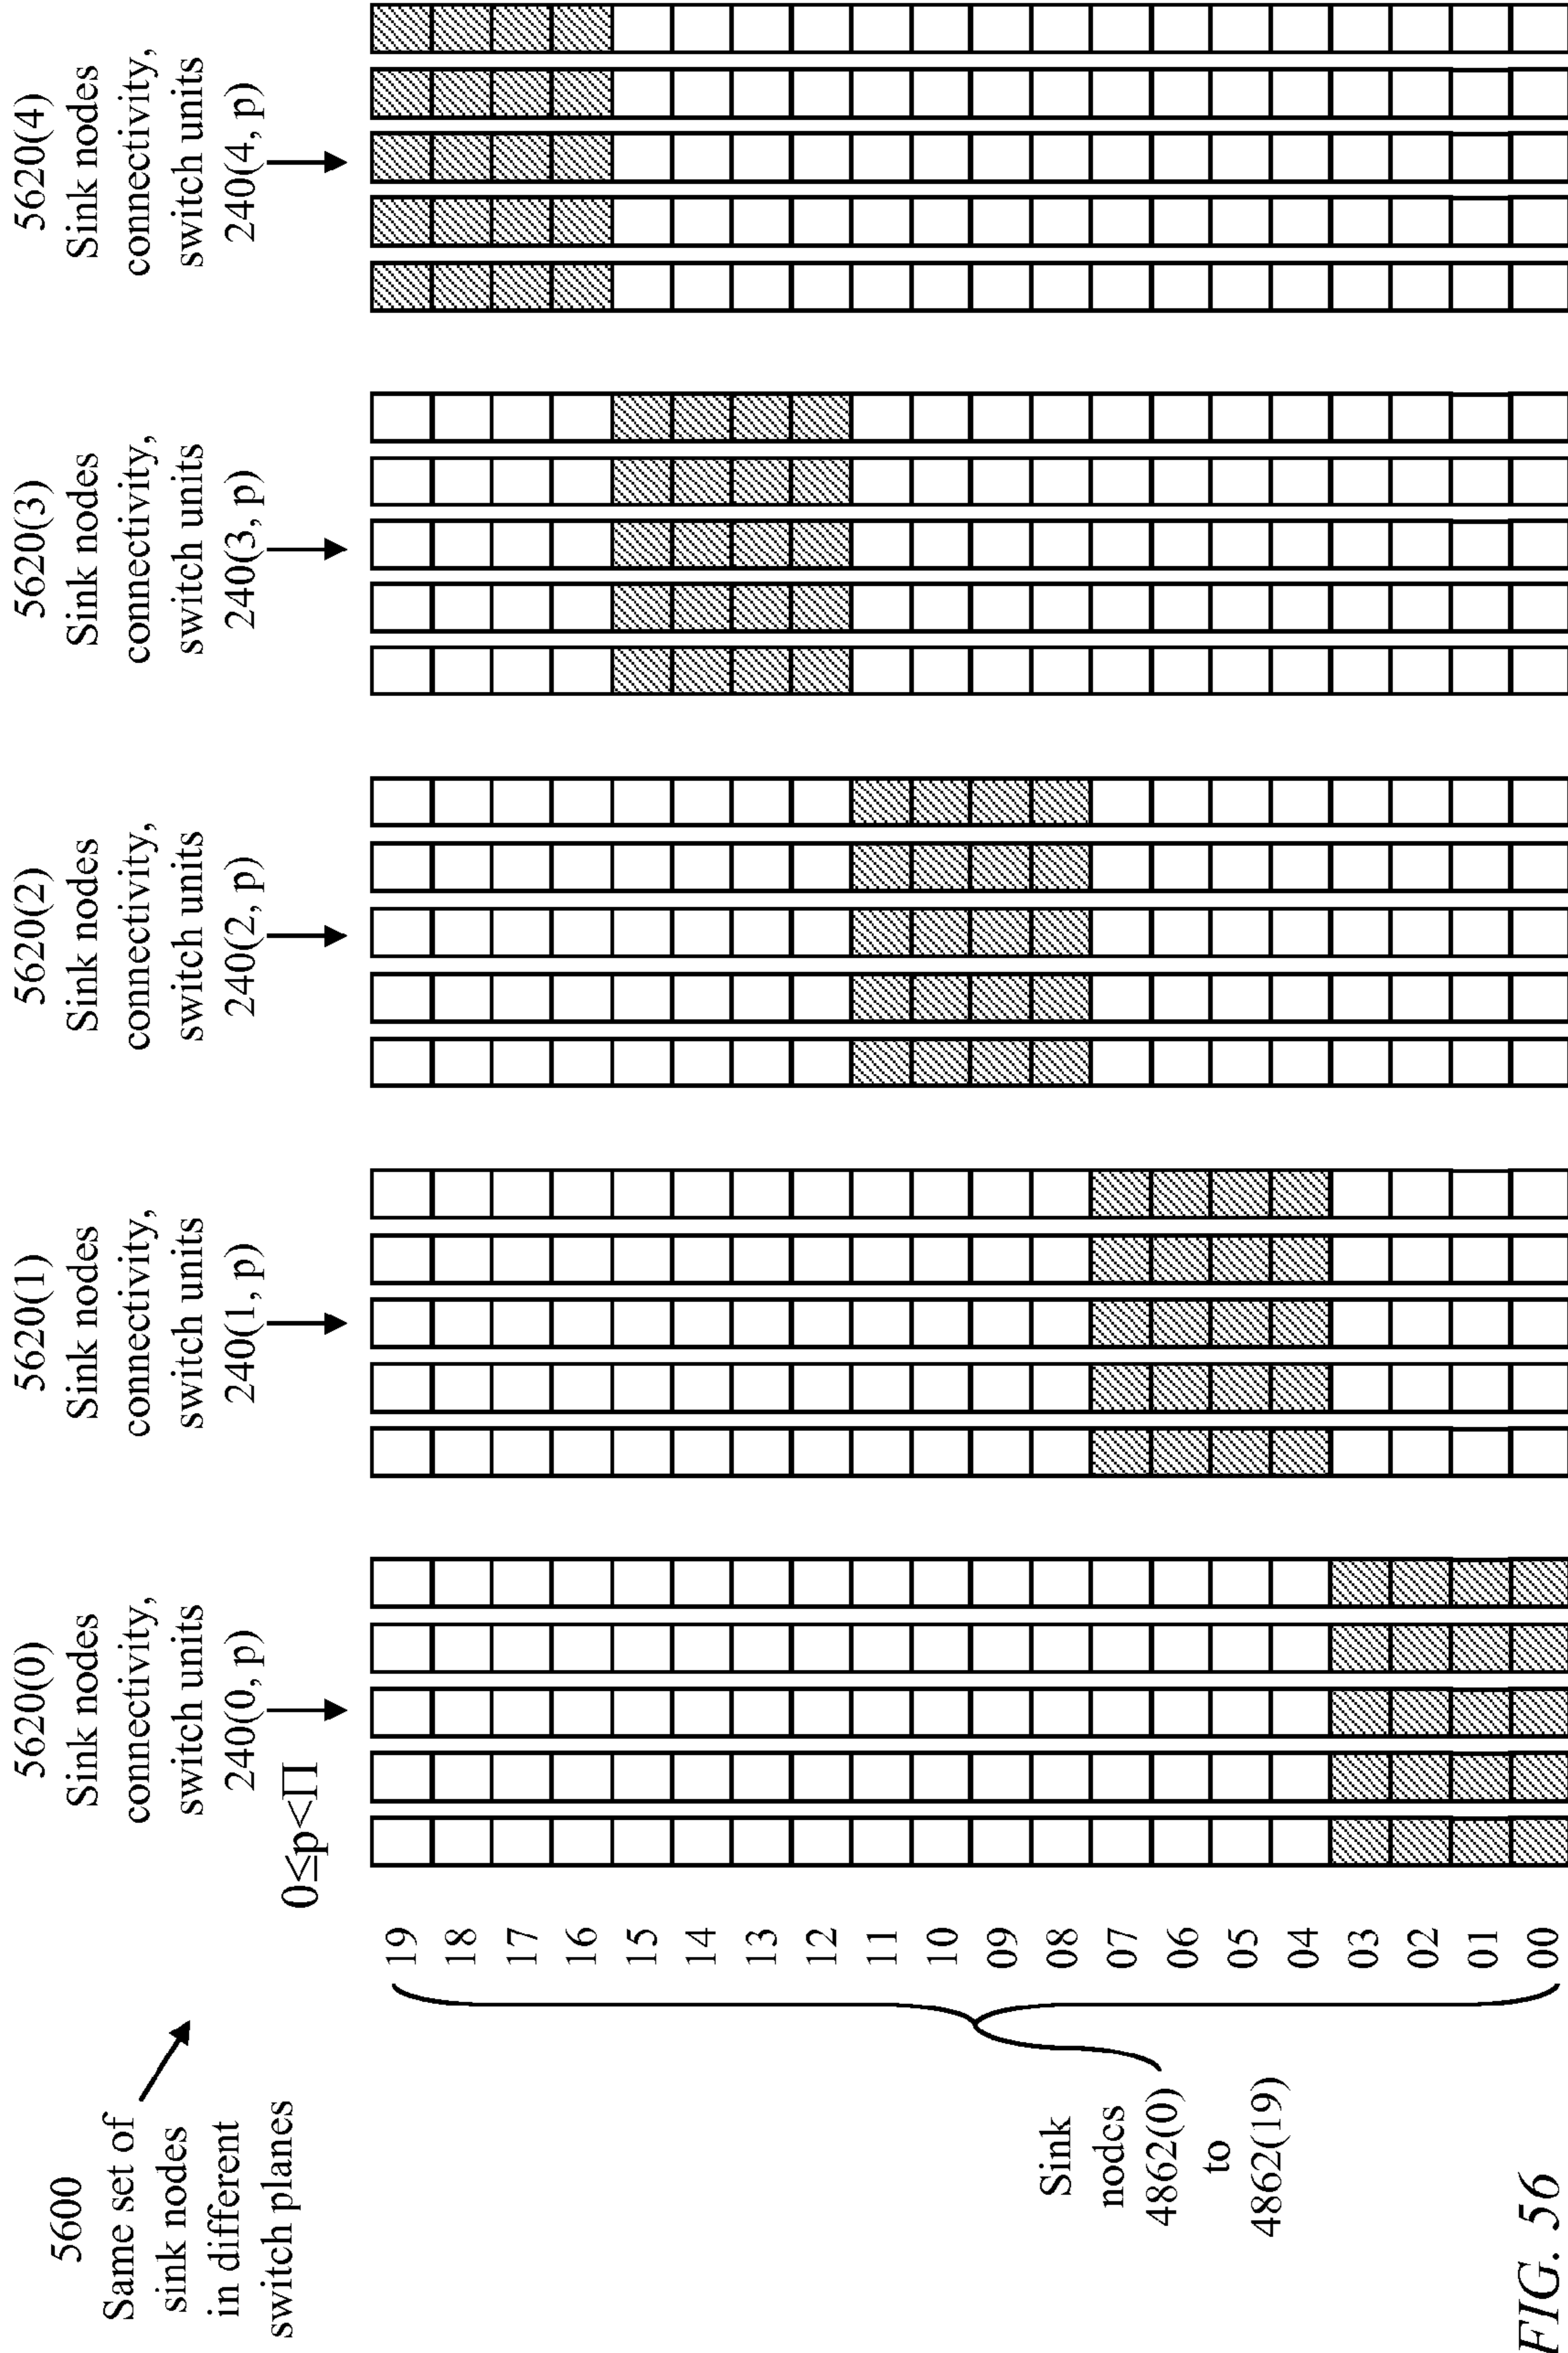 5600
Same set of
sink nodes
in different
switch planes
5620(0)
Sink nodes
connectivity,
switch units
240(0, p)
0≤p<Π
5620(1)
Sink nodes
connectivity,
switch units
240(1, p)
5620(2)
Sink nodes
connectivity,
switch units
240(2, p)
5620(3)
Sink nodes
connectivity,
switch units
240(3, p)
5620(4)
Sink nodes
connectivity,
switch units
240(4, p)
19
18
17
16
15
14
13
12
11
10
09
08
07
06
05
04
03
02
01
00
Sink
nodes
4862(0)
to
4862(19)
FIG. 56